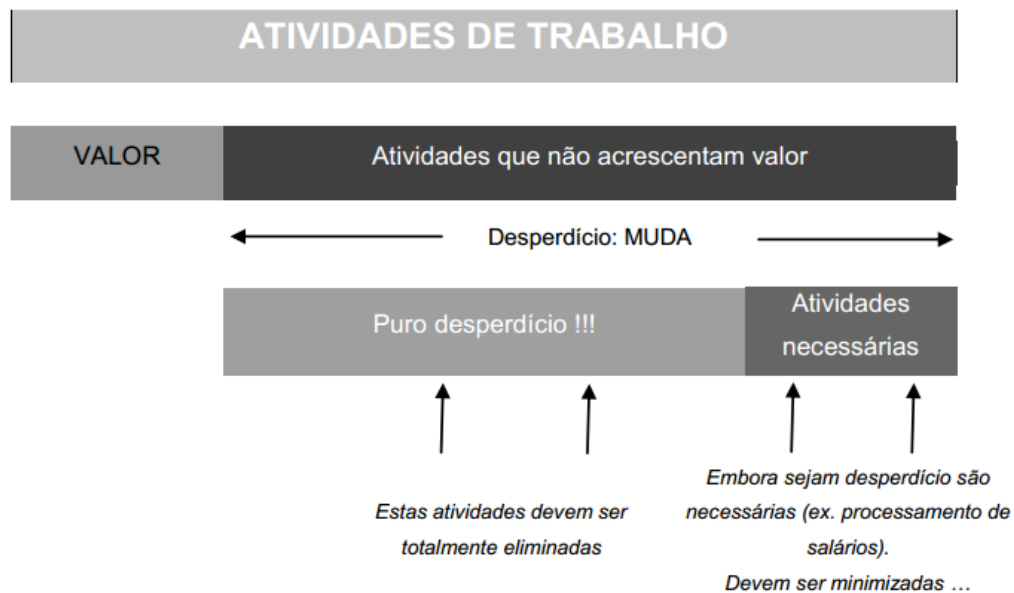 ATIVIDADES DE TRABALHO
VALOR
Atividades que não acrescentam valor
Desperdício: MUDA
Puro desperdício !!!
Atividades
necessárias
Estas atividades devem ser
totalmente eliminadas
Embora sejam desperdício são
necessárias (ex. processamento de
salários).
Devem ser minimizadas …